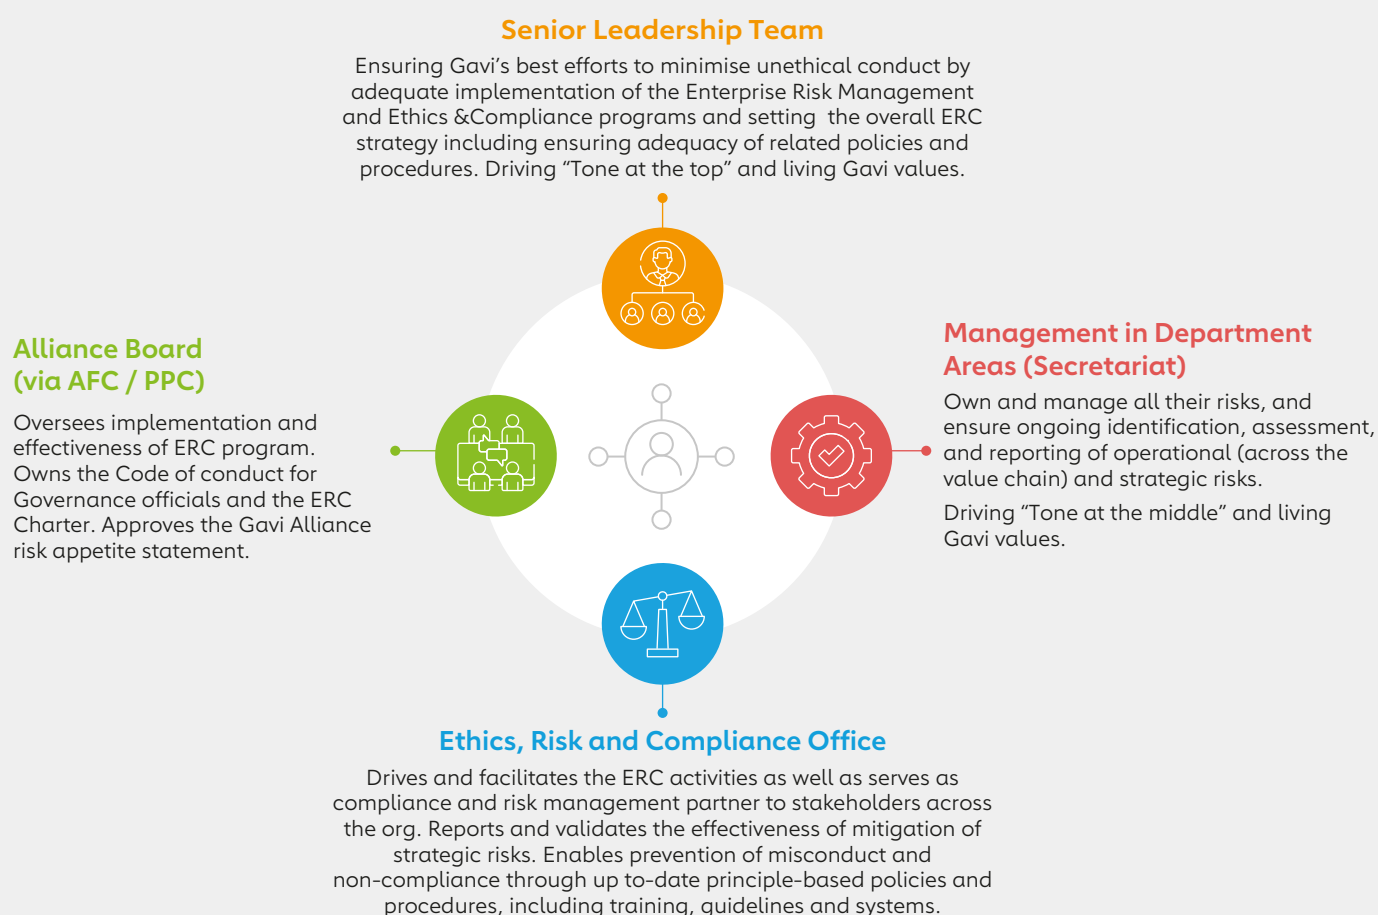 Senior Leadership Team
Ensuring Gavi’s best efforts to minimise unethical conduct by
adequate implementation of the Enterprise Risk Management
and Ethics &Compliance programs and setting the overall ERC
strategy including ensuring adequacy of related policies and
procedures. Driving “Tone at the top” and living Gavi values.
Alliance Board
(via AFC / PPC)
Oversees implementation and
effectiveness of ERC program.
Owns the Code of conduct for
Governance officials and the ERC
Charter. Approves the Gavi Alliance
risk appetite statement.
Management in Department
Areas (Secretariat)
Own and manage all their risks, and
ensure ongoing identification, assessment,
and reporting of operational (across the
value chain) and strategic risks.
Driving “Tone at the middle” and living
Gavi values.
Ethics, Risk and Compliance Office
Drives and facilitates the ERC activities as well as serves as
compliance and risk management partner to stakeholders across
the org. Reports and validates the effectiveness of mitigation of
strategic risks. Enables prevention of misconduct and
non-compliance through up to-date principle-based policies and
procedures, including training, guidelines and systems.